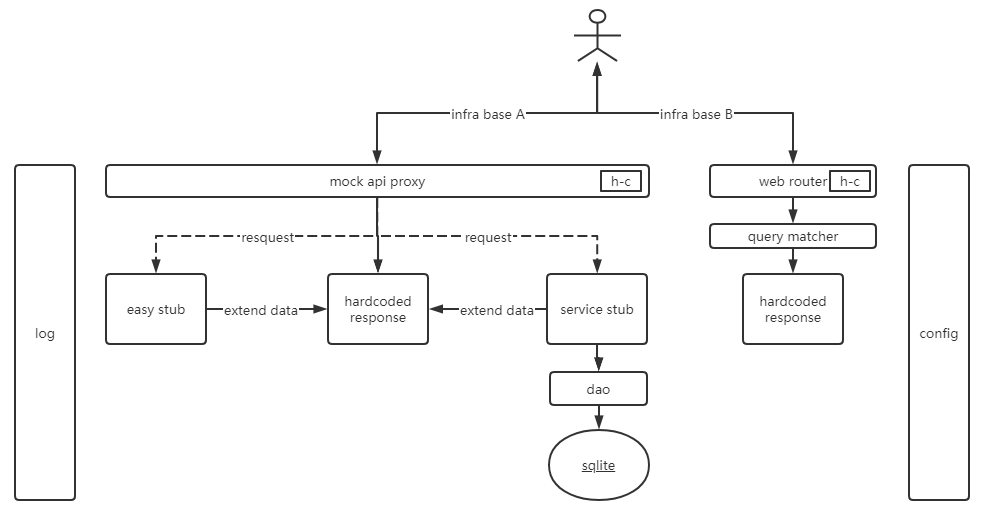 infra base A
infra base B
mock api proxy
h-c
web router
h-c
resquest
request
query matcher
easy stub
extend data
hardcoded
response
extend data
service stub
hardcoded
response
log
config
dao
sqlite